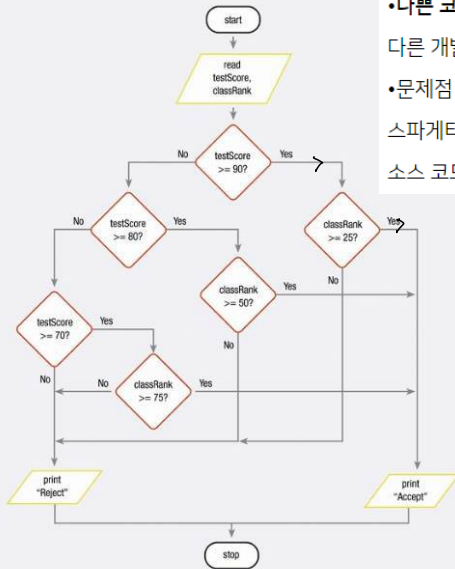 start
•나쁜 코
다른 개발
•문제점
스파게티
소스 코드
read
testScore,
classRank
testScore
>= 90?
No
Yes
testScore
>= 80?
No
Yes
classRank
>= 25?
Yes
No
classRank
>= 50?
Yes
No
testScore
>= 70?
Yes
No
classRank
>= 75?
No
Yes
print
"Reject"
print
"Accept"
stop